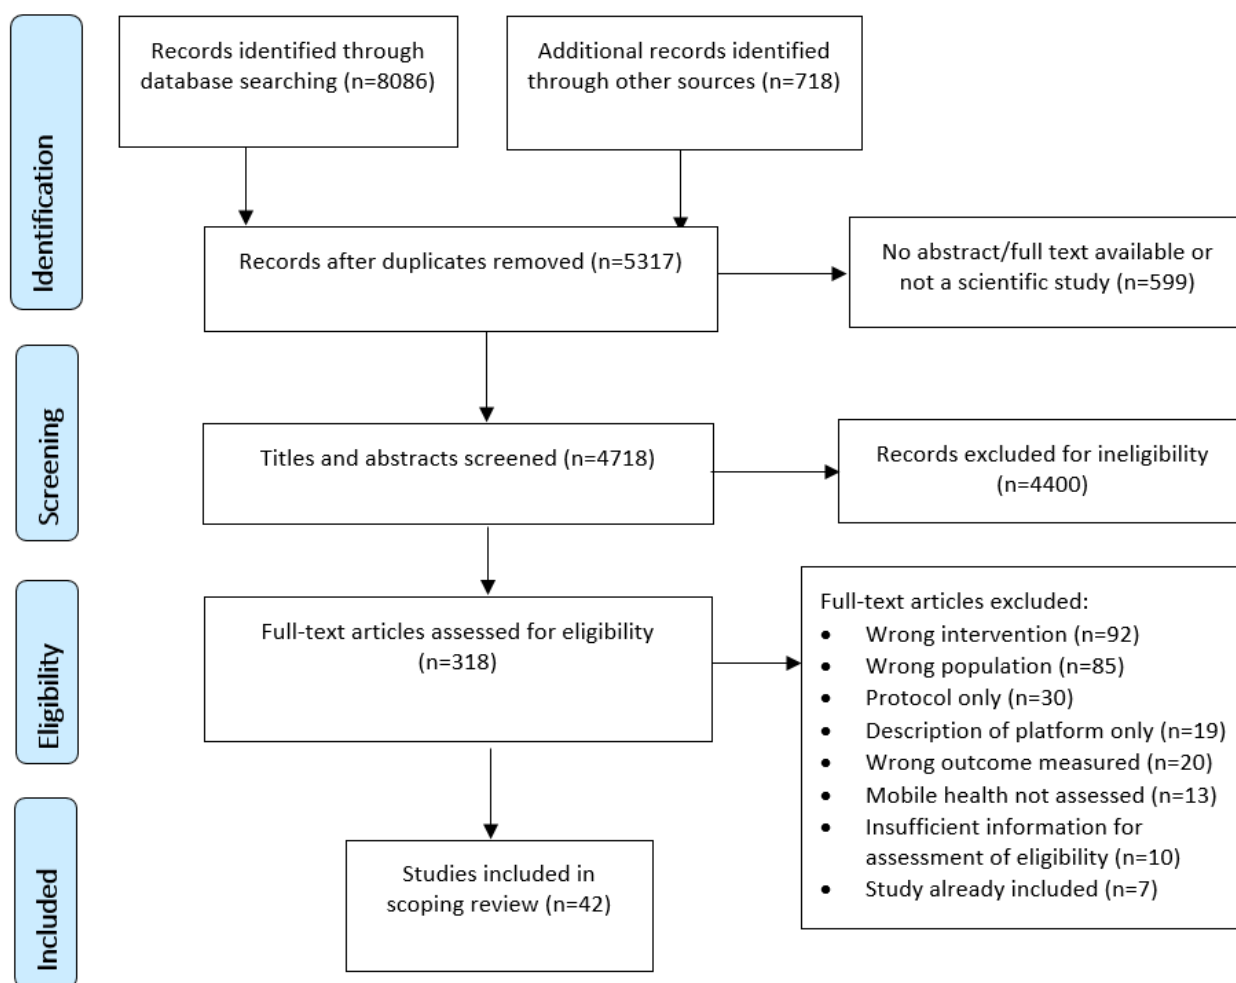 Identification
Records identified through
database searching (n=8086)
Additional records identified
through other sources (n=718)
Records after duplicates removed (n=5317)
No abstract/full text available or
not a scientific study (n=599)
Screening
Titles and abstracts screened (n=4718)
Records excluded for ineligibility
(n=4400)
Eligibility
Full-text articles assessed for eligibility
(n=318)
Full-text articles excluded:
• Wrong intervention (n=92)
• Wrong population (n=85)
• Protocol only (n=30)
• Description of platform only (n=19)
• Wrong outcome measured (n=20)
• Mobile health not assessed (n=13)
• Insufficient information for
assessment of eligibility (n=10)
• Study already included (n=7)
Included
Studies included in
scoping review (n=42)